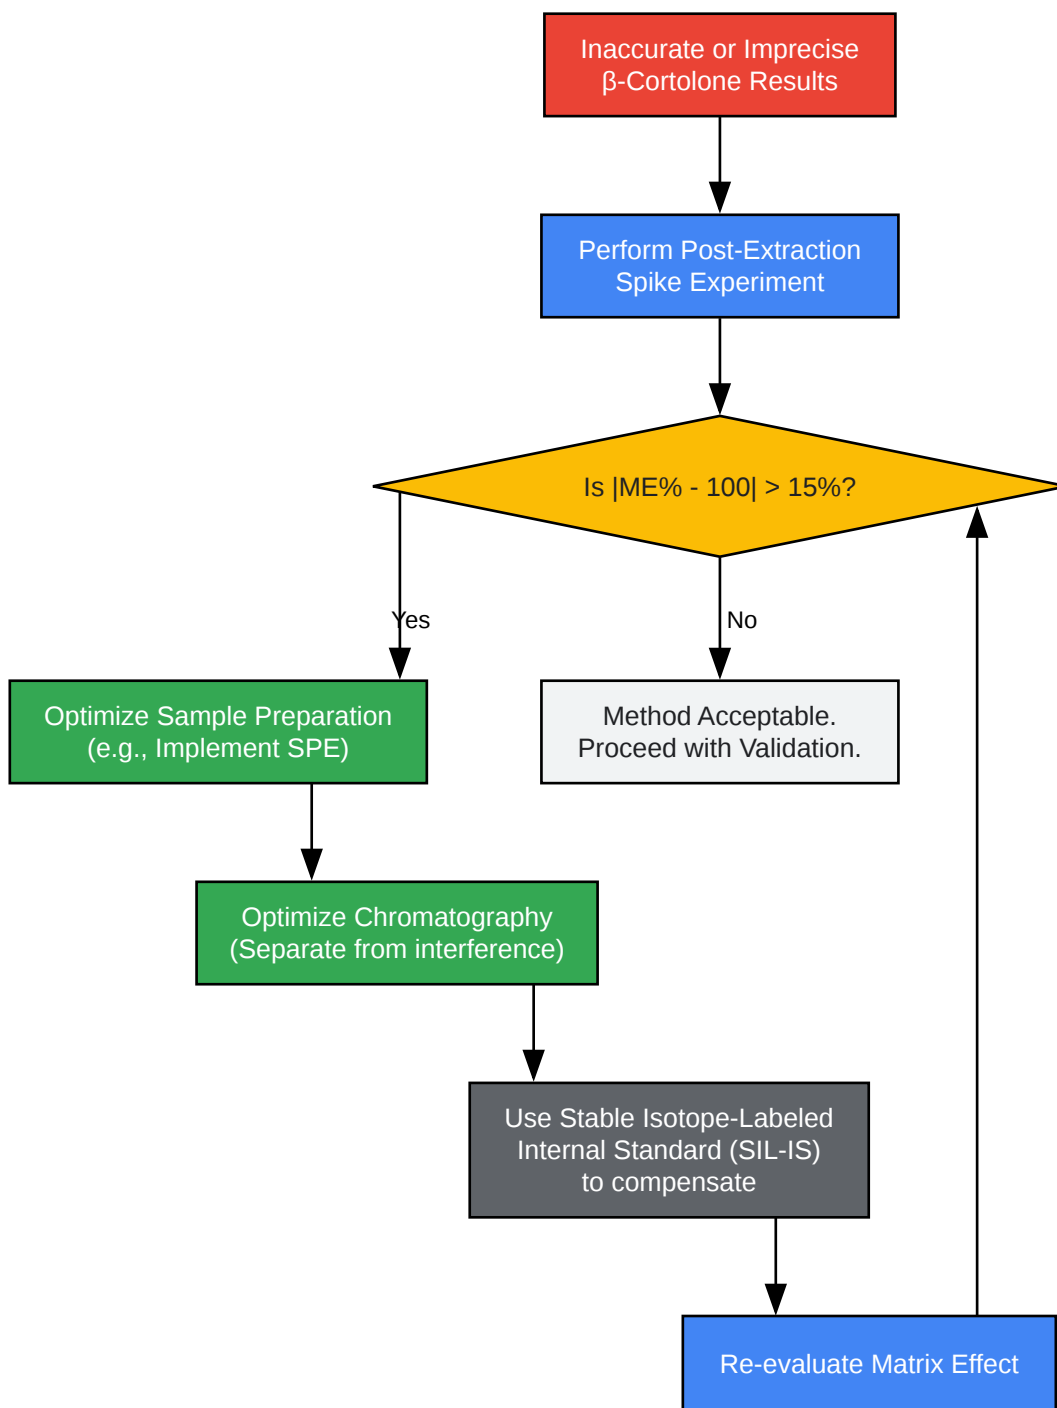 Inaccurate or Imprecise
β-Cortolone Results
Perform Post-Extraction
Spike Experiment
Is |ME% - 100| > 15%?
Yes
No
Optimize Sample Preparation
(e.g., Implement SPE)
Method Acceptable.
Proceed with Validation.
Optimize Chromatography
(Separate from interference)
Use Stable Isotope-Labeled
Internal Standard (SIL-IS)
to compensate
Re-evaluate Matrix Effect